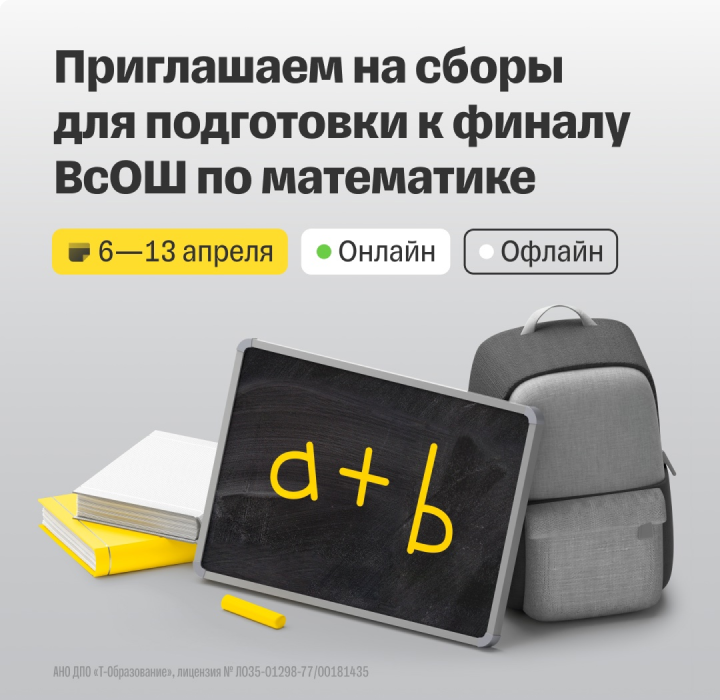 Приглашаем на сборы
для подготовки к финалу
ВсОШ по математике
6—13 апреля
Онлайн
Офлайн
a+b
АНО ДПО «Т-Образование», лицензия № ЛО35-01298-77/00181435